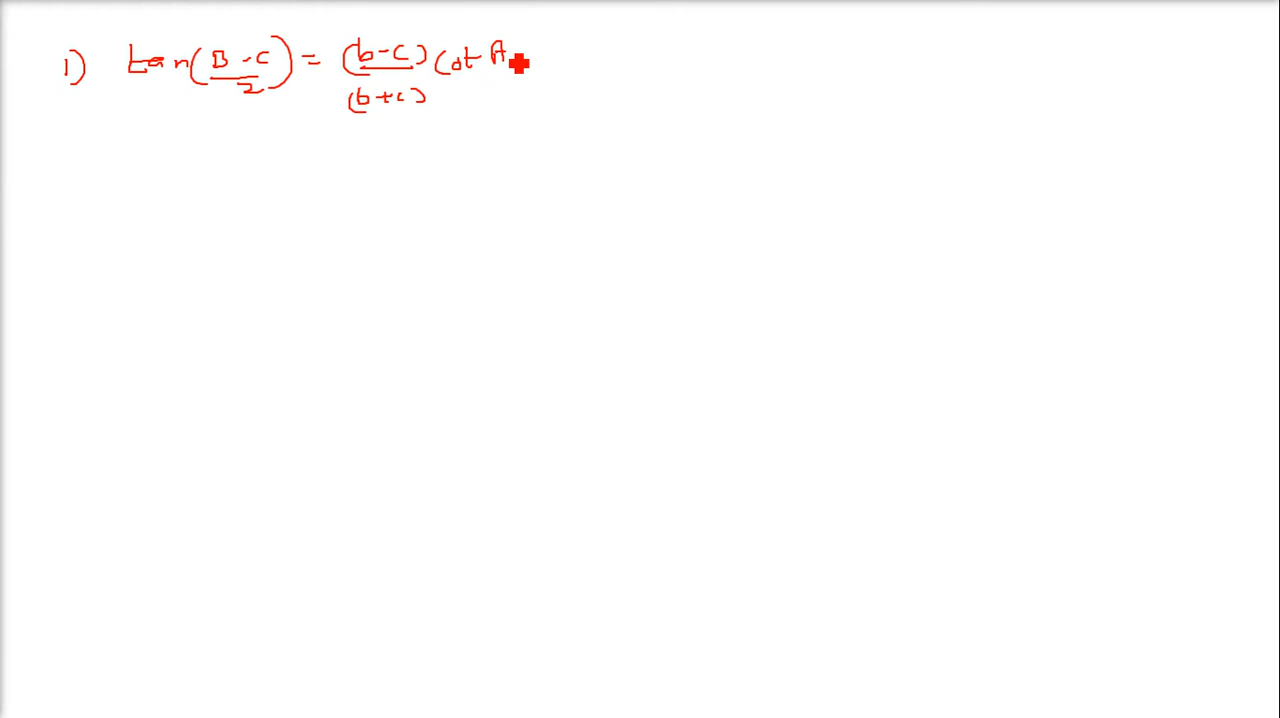 1) tan(B-C/2) = (b-c)/(b+c) Cot A